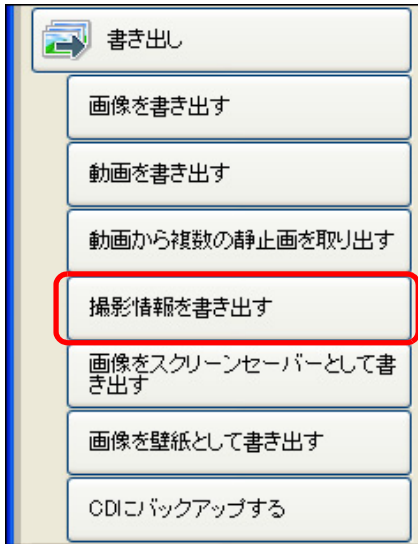 書き出し
画像を書き出す
動画を書き出す
動画から複数の静止画を取り出す
撮影情報を書き出す
画像をスクリーンセーバーとして書
き出す
画像を壁紙として書き出す
CDにバックアップする